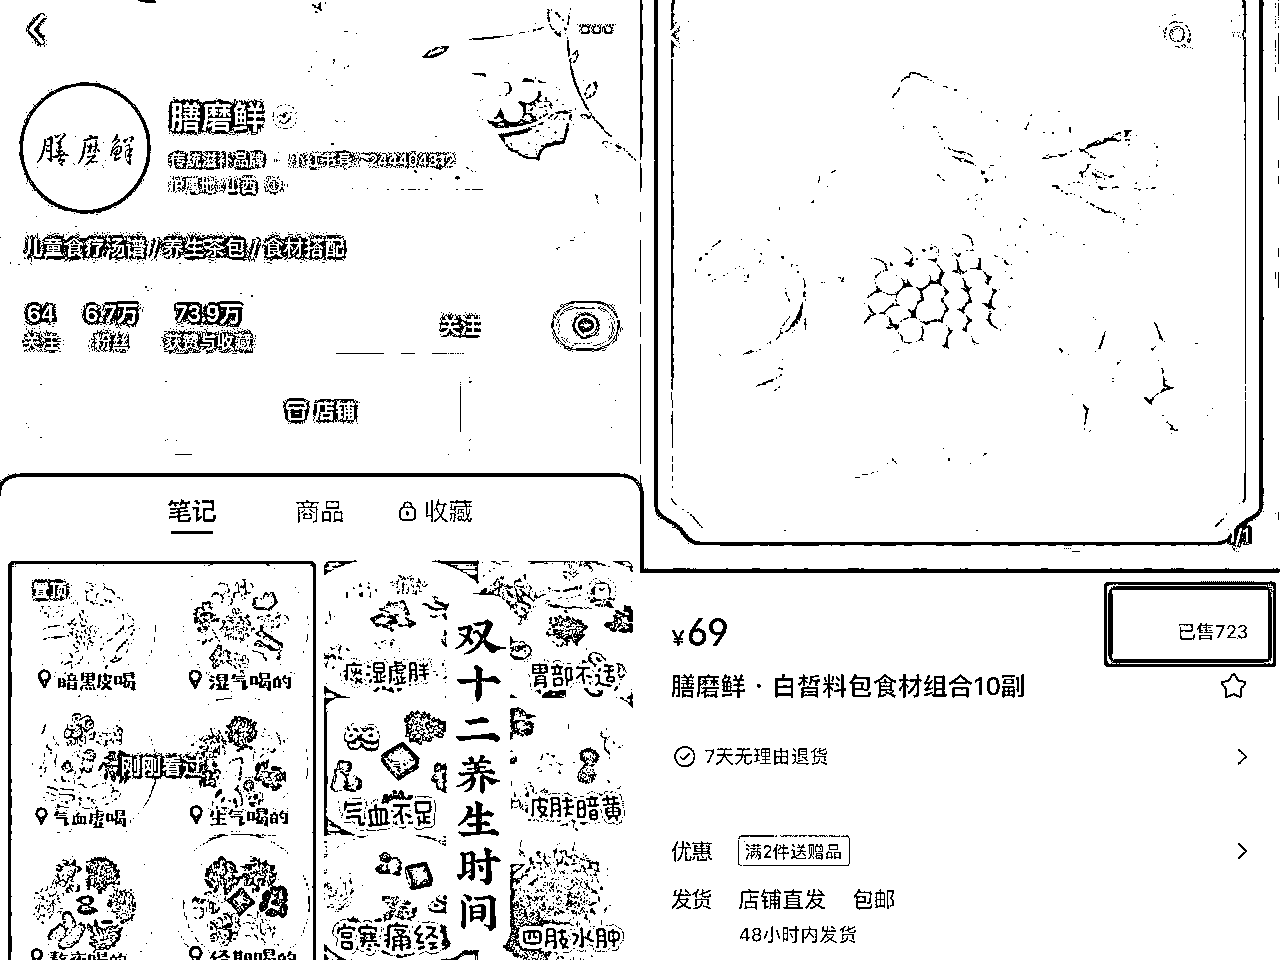 膳磨鲜
膳磨鲜
传统滋补品牌
IP属地:山西
儿童食疗汤谱//养生茶包//食材搭配
64 6.7万 73.9万
关注 粉丝 获赞与收藏
关注
店铺
笔记 商品 收藏
置顶
暗黑皮喝 湿气喝的
刚刚看过
气血虚喝 生气喝的
熬夜喝的 经期喝的
双十二养生时间
痰湿虚胖 胃部不适
气血不足 皮肤暗黄
宫寒痛经 四肢水肿
¥69
已售723
膳磨鲜·白皙料包食材组合10副
7天无理由退货
优惠 满2件送赠品
发货 店铺直发 包邮
48小时内发货